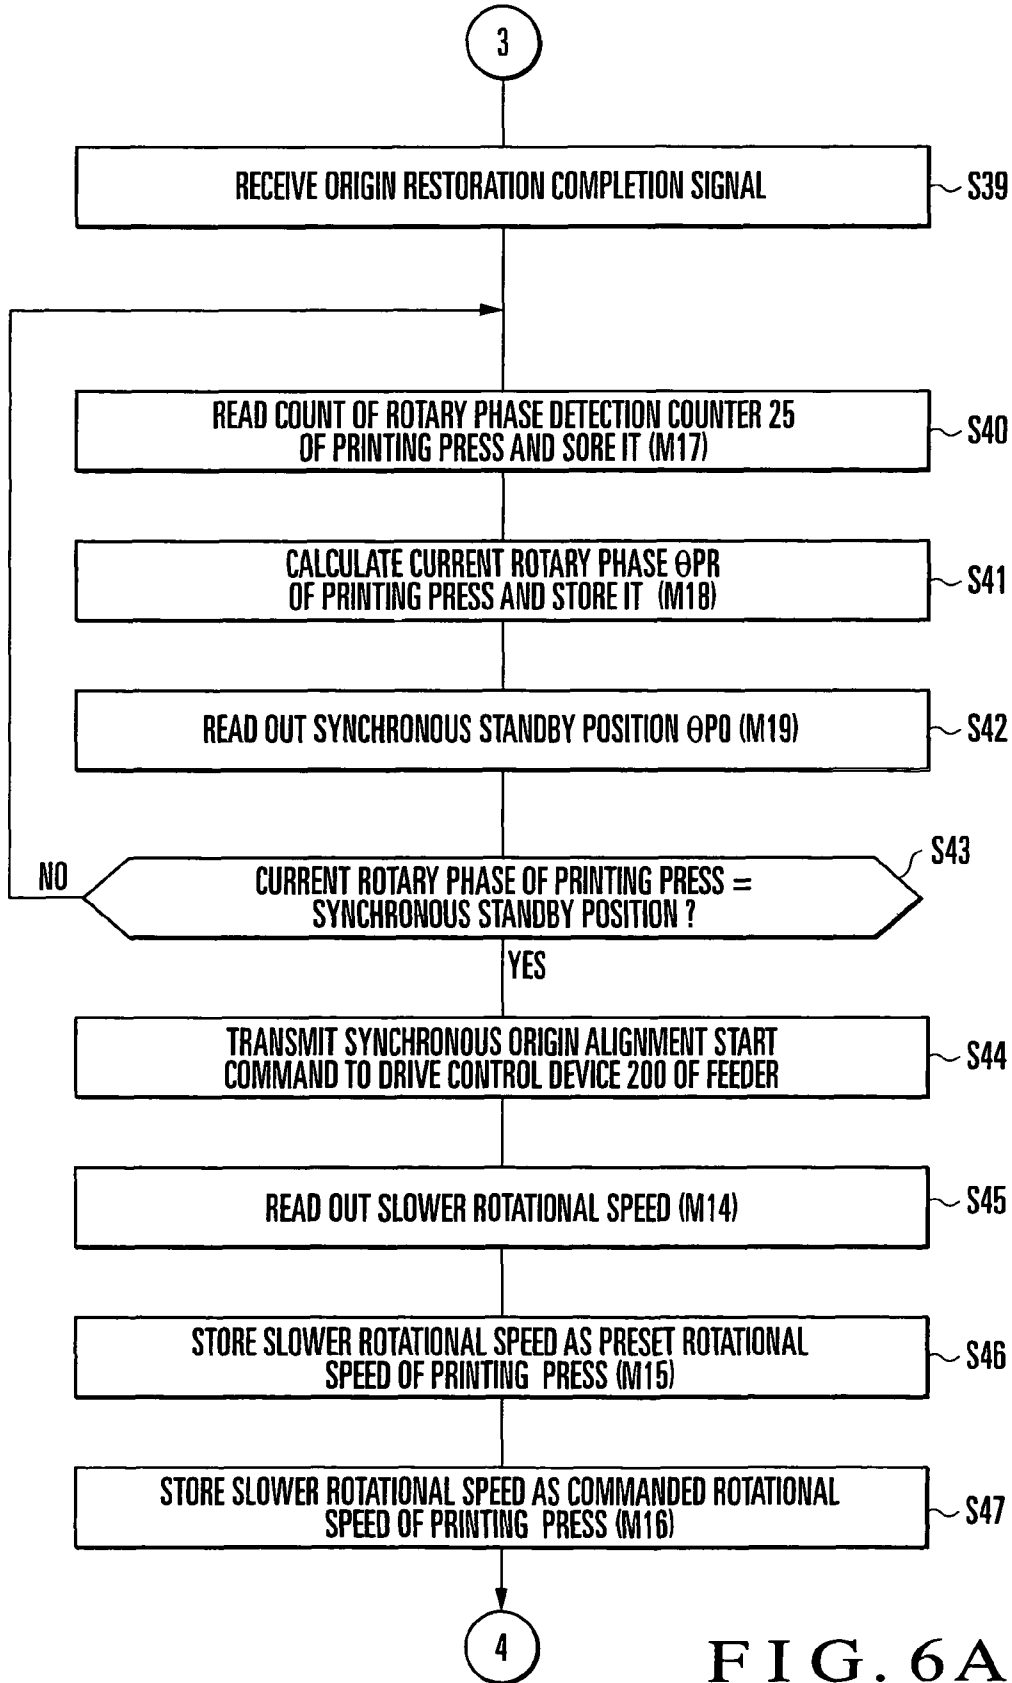 3
RECEIVE ORIGIN RESTORATION COMPLETION SIGNAL
S39
READ COUNT OF ROTARY PHASE DETECTION COUNTER 25
OF PRINTING PRESS AND SORE IT (M17)
S40
CALCULATE CURRENT ROTARY PHASE θPR
OF PRINTING PRESS AND STORE IT (M18)
S41
READ OUT SYNCHRONOUS STANDBY POSITION θPO (M19)
S42
S43
NO
CURRENT ROTARY PHASE OF PRINTING PRESS =
SYNCHRONOUS STANDBY POSITION ?
YES
TRANSMIT SYNCHRONOUS ORIGIN ALIGNMENT START
COMMAND TO DRIVE CONTROL DEVICE 200 OF FEEDER
S44
READ OUT SLOWER ROTATIONAL SPEED (M14)
S45
STORE SLOWER ROTATIONAL SPEED AS PRESET ROTATIONAL
SPEED OF PRINTING PRESS (M15)
S46
STORE SLOWER ROTATIONAL SPEED AS COMMANDED ROTATIONAL
SPEED OF PRINTING PRESS (M16)
S47
4
FIG. 6A